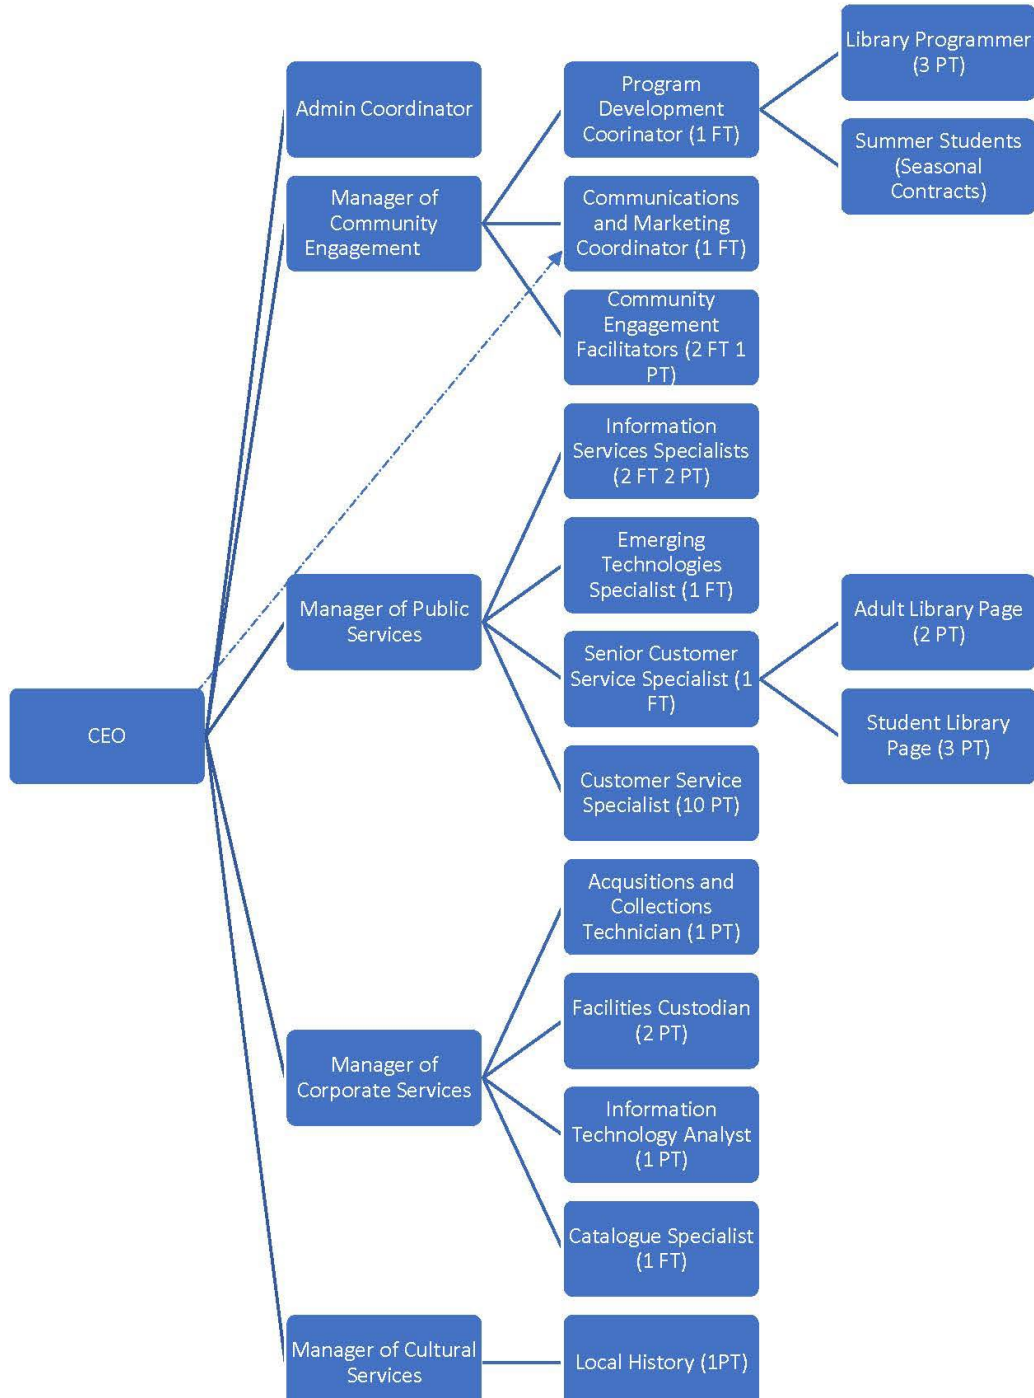 CEO
Admin Coordinator
Manager of
Community
Engagement
Program
Development
Coorinator (1 FT)
Library Programmer
(3 PT)
Summer Students
(Seasonal
Contracts)
Communications
and Marketing
Coordinator (1 FT)
Community
Engagement
Facilitators (2 FT 1
PT)
Manager of Public
Services
Information
Services Specialists
(2 FT 2 PT)
Emerging
Technologies
Specialist (1 FT)
Senior Customer
Service Specialist (1
FT)
Adult Library Page
(2 PT)
Student Library
Page (3 PT)
Customer Service
Specialist (10 PT)
Manager of
Corporate Services
Acqusitions and
Collections
Technician (1 PT)
Facilities Custodian
(2 PT)
Information
Technology Analyst
(1 PT)
Catalogue Specialist
(1 FT)
Manager of Cultural
Services
Local History (1PT)